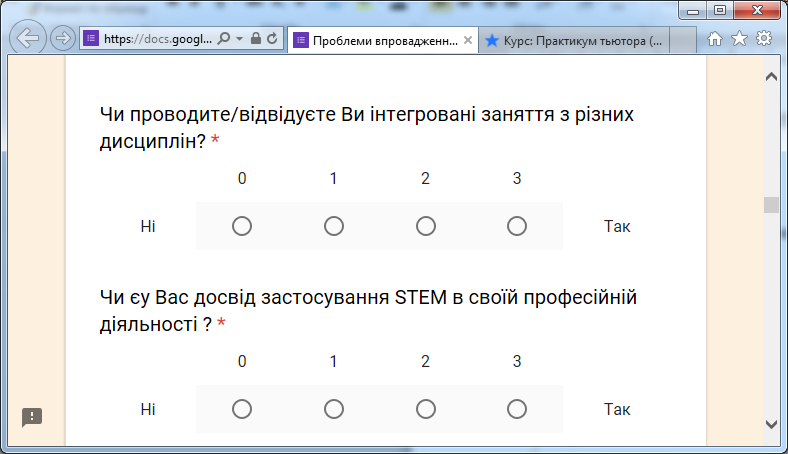 https://docs.googl...
Проблеми впровадженн...
Курс: Практикум тьютора (...
Чи проводите/відвідуєте Ви інтегровані заняття з різних
дисциплін? *
0 1 2 3
Ні Так
Чи єу Вас досвід застосування STEM в своїй професійній
діяльності ? *
0 1 2 3
Ні Так